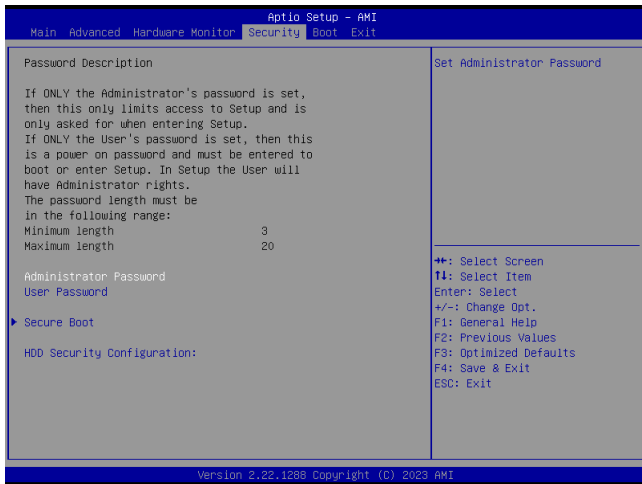 Aptio Setup – AMI
Main Advanced Hardware Monitor Security Boot Exit
Password Description
If ONLY the Administrator's password is set,
then this only limits access to Setup and is
only asked for when entering Setup.
If ONLY the User's password is set, then this
is a power on password and must be entered to
boot or enter Setup. In Setup the User will
have Administrator rights.
The password length must be
in the following range:
Minimum length 3
Maximum length 20
Administrator Password
User Password
Secure Boot
HDD Security Configuration:
Set Administrator Password
→←: Select Screen
↑↓: Select Item
Enter: Select
+/-: Change Opt.
F1: General Help
F2: Previous Values
F3: Optimized Defaults
F4: Save & Exit
ESC: Exit
Version 2.22.1288 Copyright (C) 2023 AMI